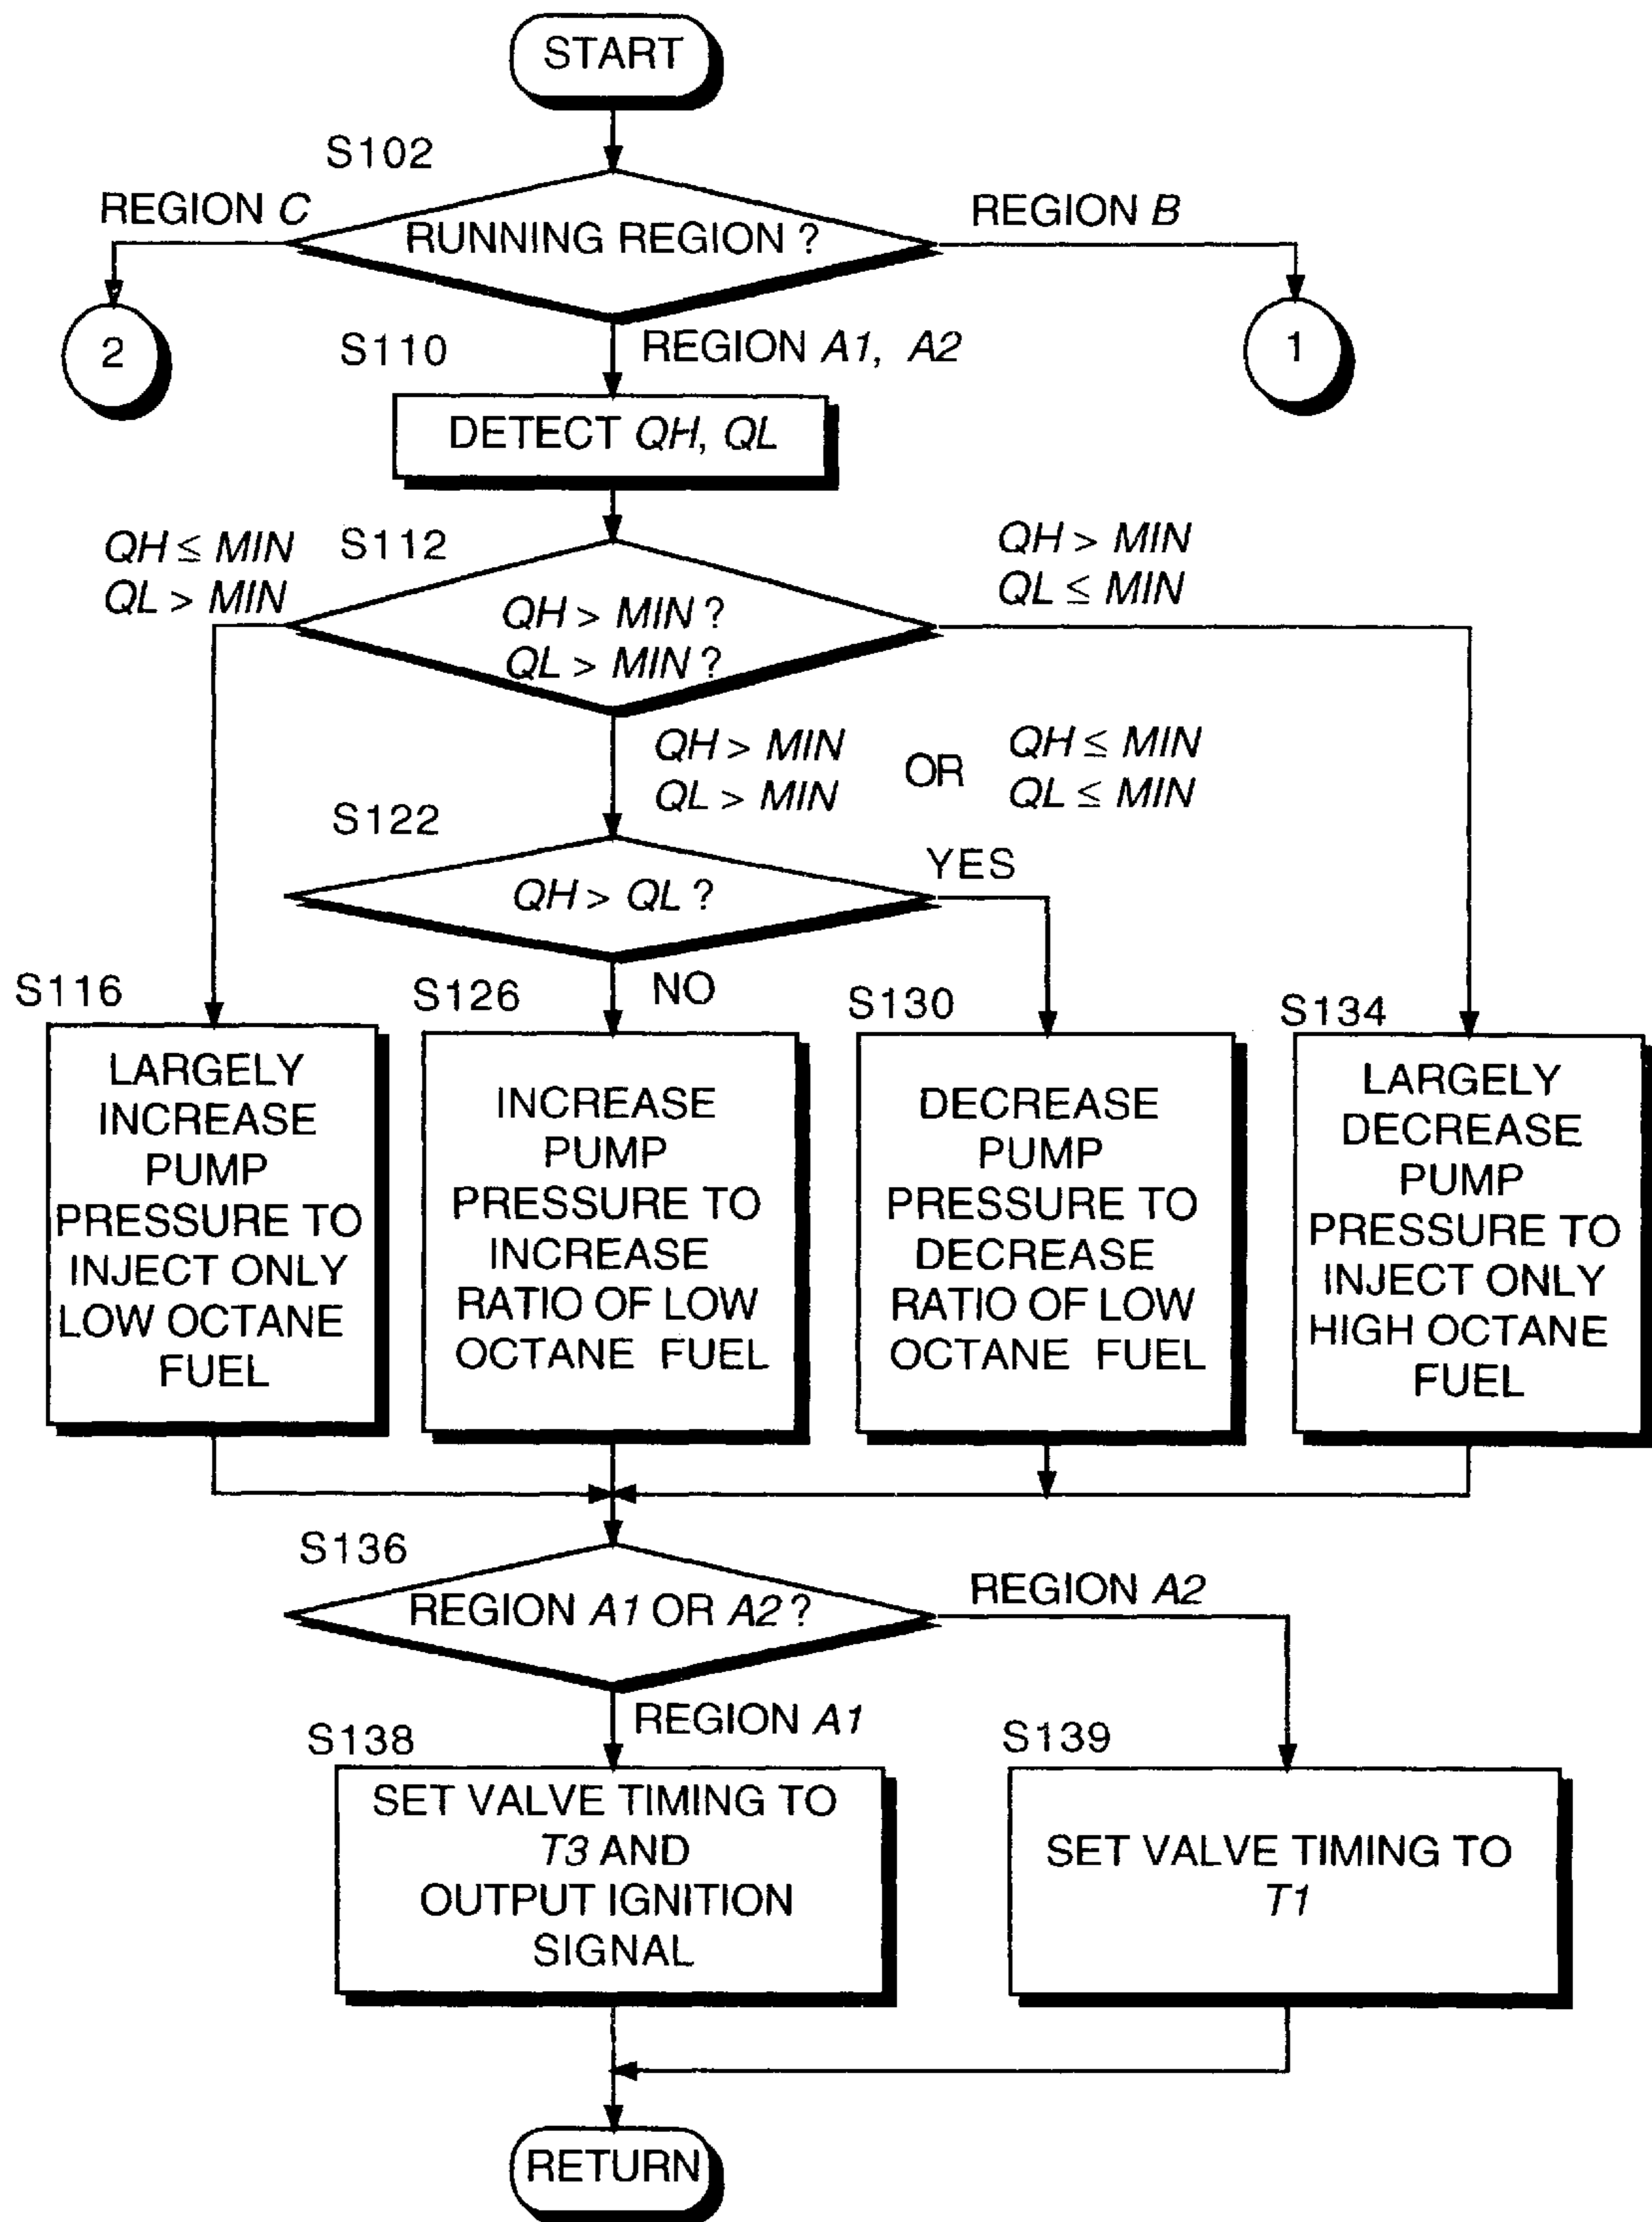 START
S102
REGION C
RUNNING REGION ?
REGION B
2
1
S110
REGION A1, A2
DETECT QH, QL
QH ≤ MIN
QL > MIN
S112
QH > MIN ?
QL > MIN ?
QH > MIN
QL ≤ MIN
QH > MIN
QL > MIN
OR
QH ≤ MIN
QL ≤ MIN
S122
QH > QL ?
YES
NO
S116
LARGELY
INCREASE
PUMP
PRESSURE TO
INJECT ONLY
LOW OCTANE
FUEL
S126
INCREASE
PUMP
PRESSURE TO
INCREASE
RATIO OF LOW
OCTANE FUEL
S130
DECREASE
PUMP
PRESSURE TO
DECREASE
RATIO OF LOW
OCTANE FUEL
S134
LARGELY
DECREASE
PUMP
PRESSURE TO
INJECT ONLY
HIGH OCTANE
FUEL
S136
REGION A1 OR A2 ?
REGION A2
REGION A1
S138
SET VALVE TIMING TO
T3 AND
OUTPUT IGNITION
SIGNAL
S139
SET VALVE TIMING TO
T1
RETURN